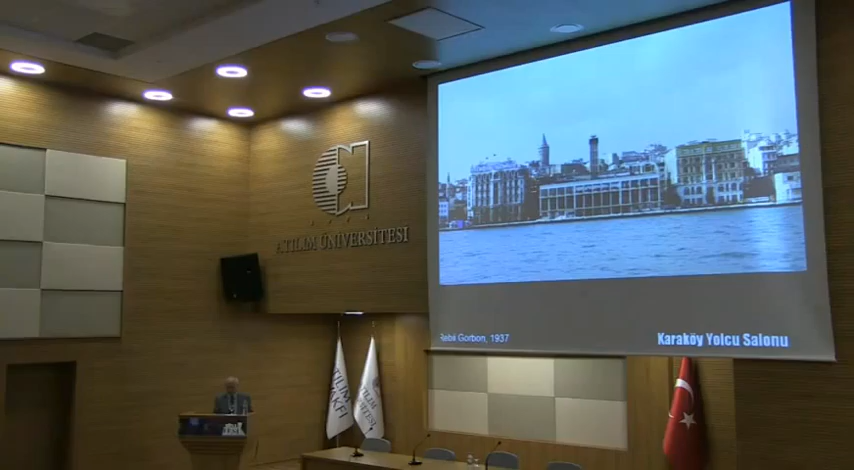 ATILIM ÜNİVERSİTESİ
Rebii Gorbon, 1937
Karaköy Yolcu Salonu